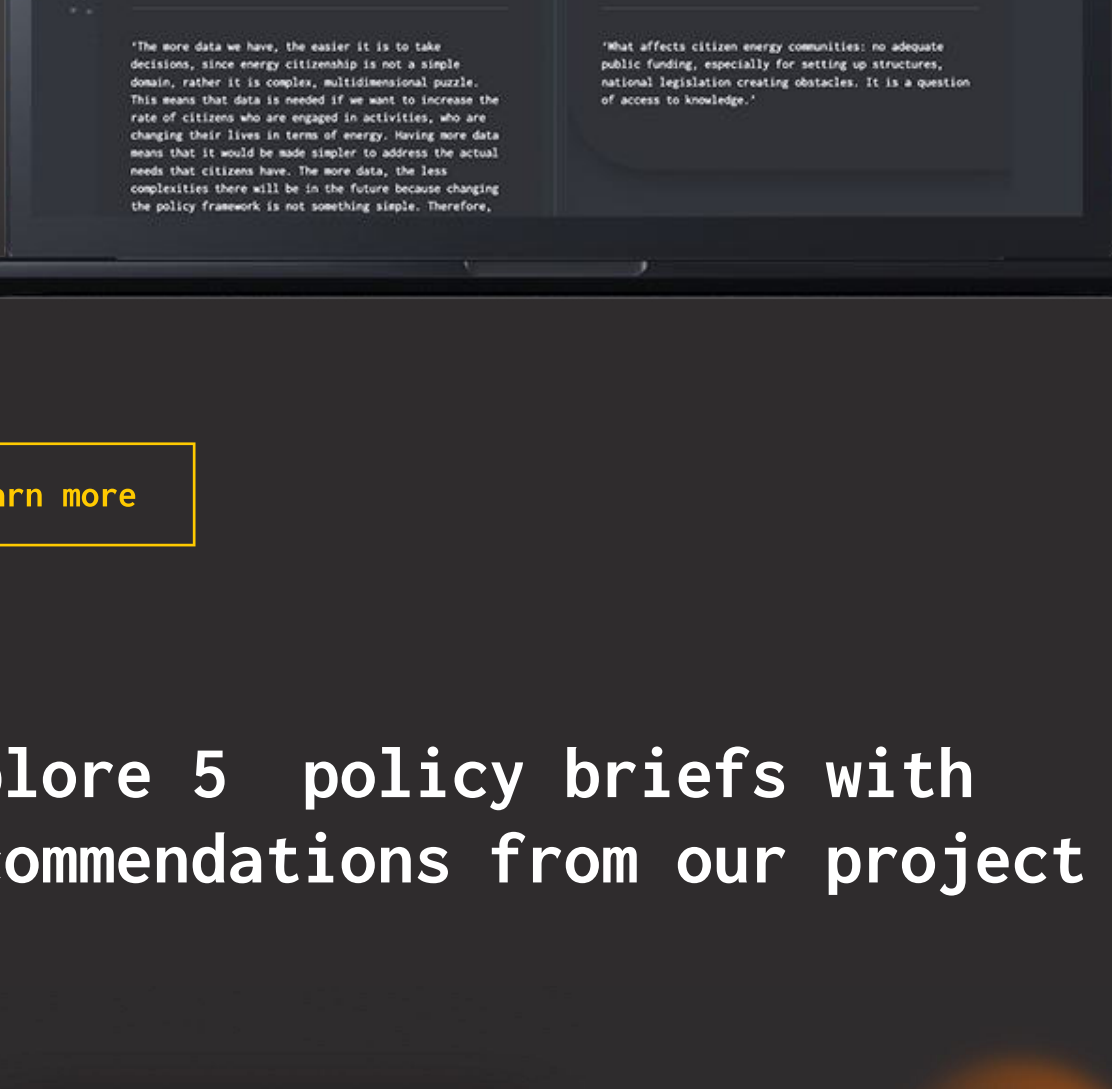 'The more data we have, the easier it is to take
decisions, since energy citizenship is not a simple
domain, rather it is complex, multidimensional puzzle.
This means that data is needed if we want to increase the
rate of citizens who are engaged in activities, who are
changing their lives in terms of energy. Having more data
means that it would be made simpler to address the actual
needs that citizens have. The more data, the less
complexities there will be in the future because changing
the policy framework is not something simple. Therefore,
'What affects citizen energy communities: no adequate
public funding, especially for setting up structures,
national legislation creating obstacles. It is a question
of access to knowledge.'
arn more
plore 5  policy briefs with
commendations from our project